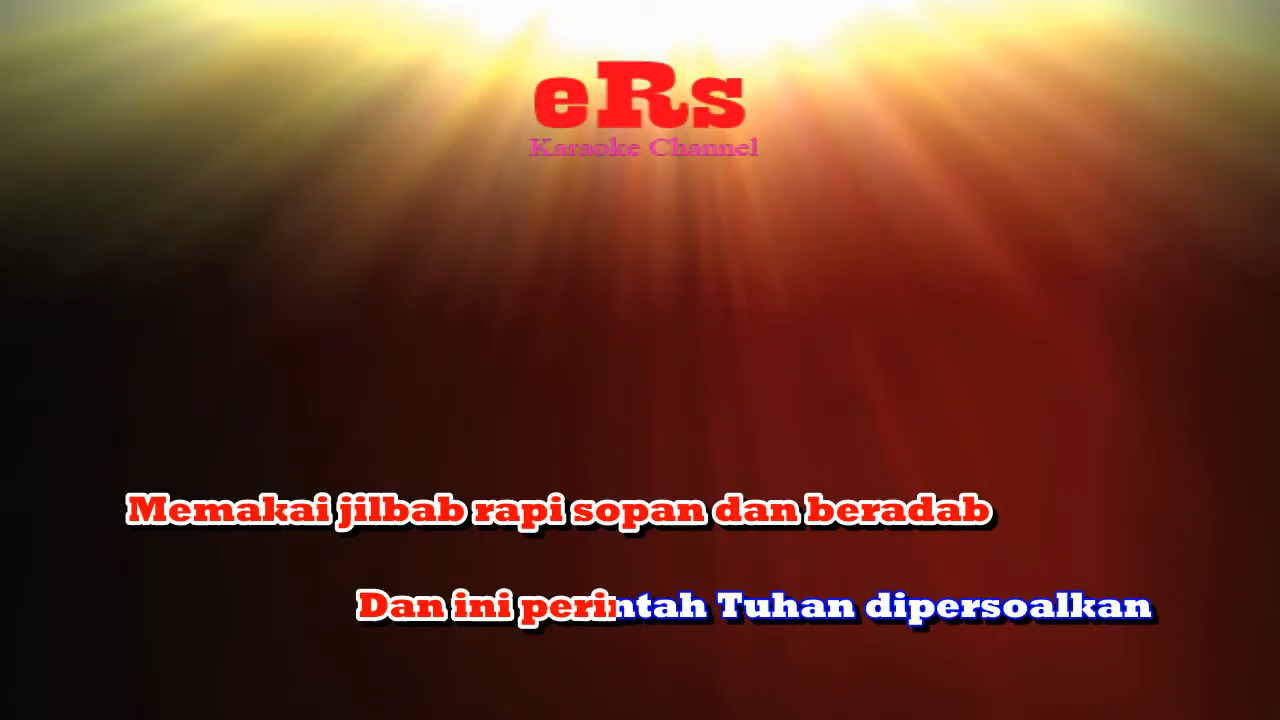 eRs
Karaoke Channel
Memakai jilbab rapi sopan dan beradab
Dan ini perintah Tuhan dipersoalkan